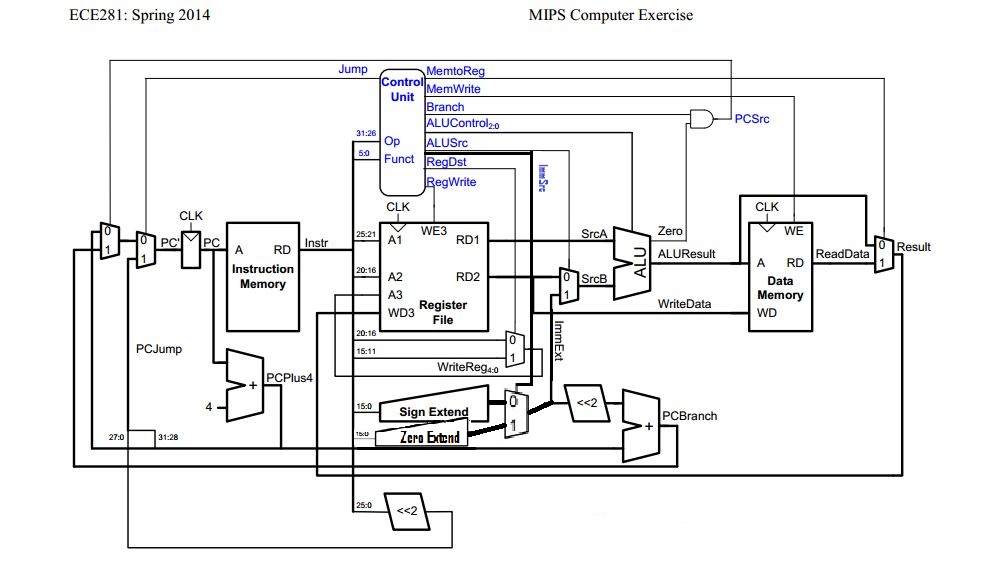 ECE281: Spring 2014
MIPS Computer Exercise
Jump
Control
Unit
MemtoReg
MemWrite
Branch
ALUControl2:0
PCSrc
31:26
Op
ALUSrc
5:0
Funct
RegDst
ImmSrc
RegWrite
CLK
CLK
CLK
0
1
0
1
PC'
PC
A
RD
Instr
Instruction
Memory
25:21
A1
WE3
RD1
20:16
A2
RD2
A3
WD3
Register
File
SrcA
0
1
SrcB
ALU
Zero
ALUResult
WriteData
WE
A
RD
Data
Memory
WD
ReadData
0
1
Result
20:16
15:11
0
1
WriteReg4:0
ImmExt
PCJump
PCPlus4
+
4
15:0
Sign Extend
15:0
Zero Extend
0
1
<<2
+
PCBranch
27:0
31:28
25:0
<<2